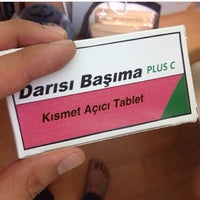 Darısı Başıma PLUS C
Kısmet Açıcı Tablet